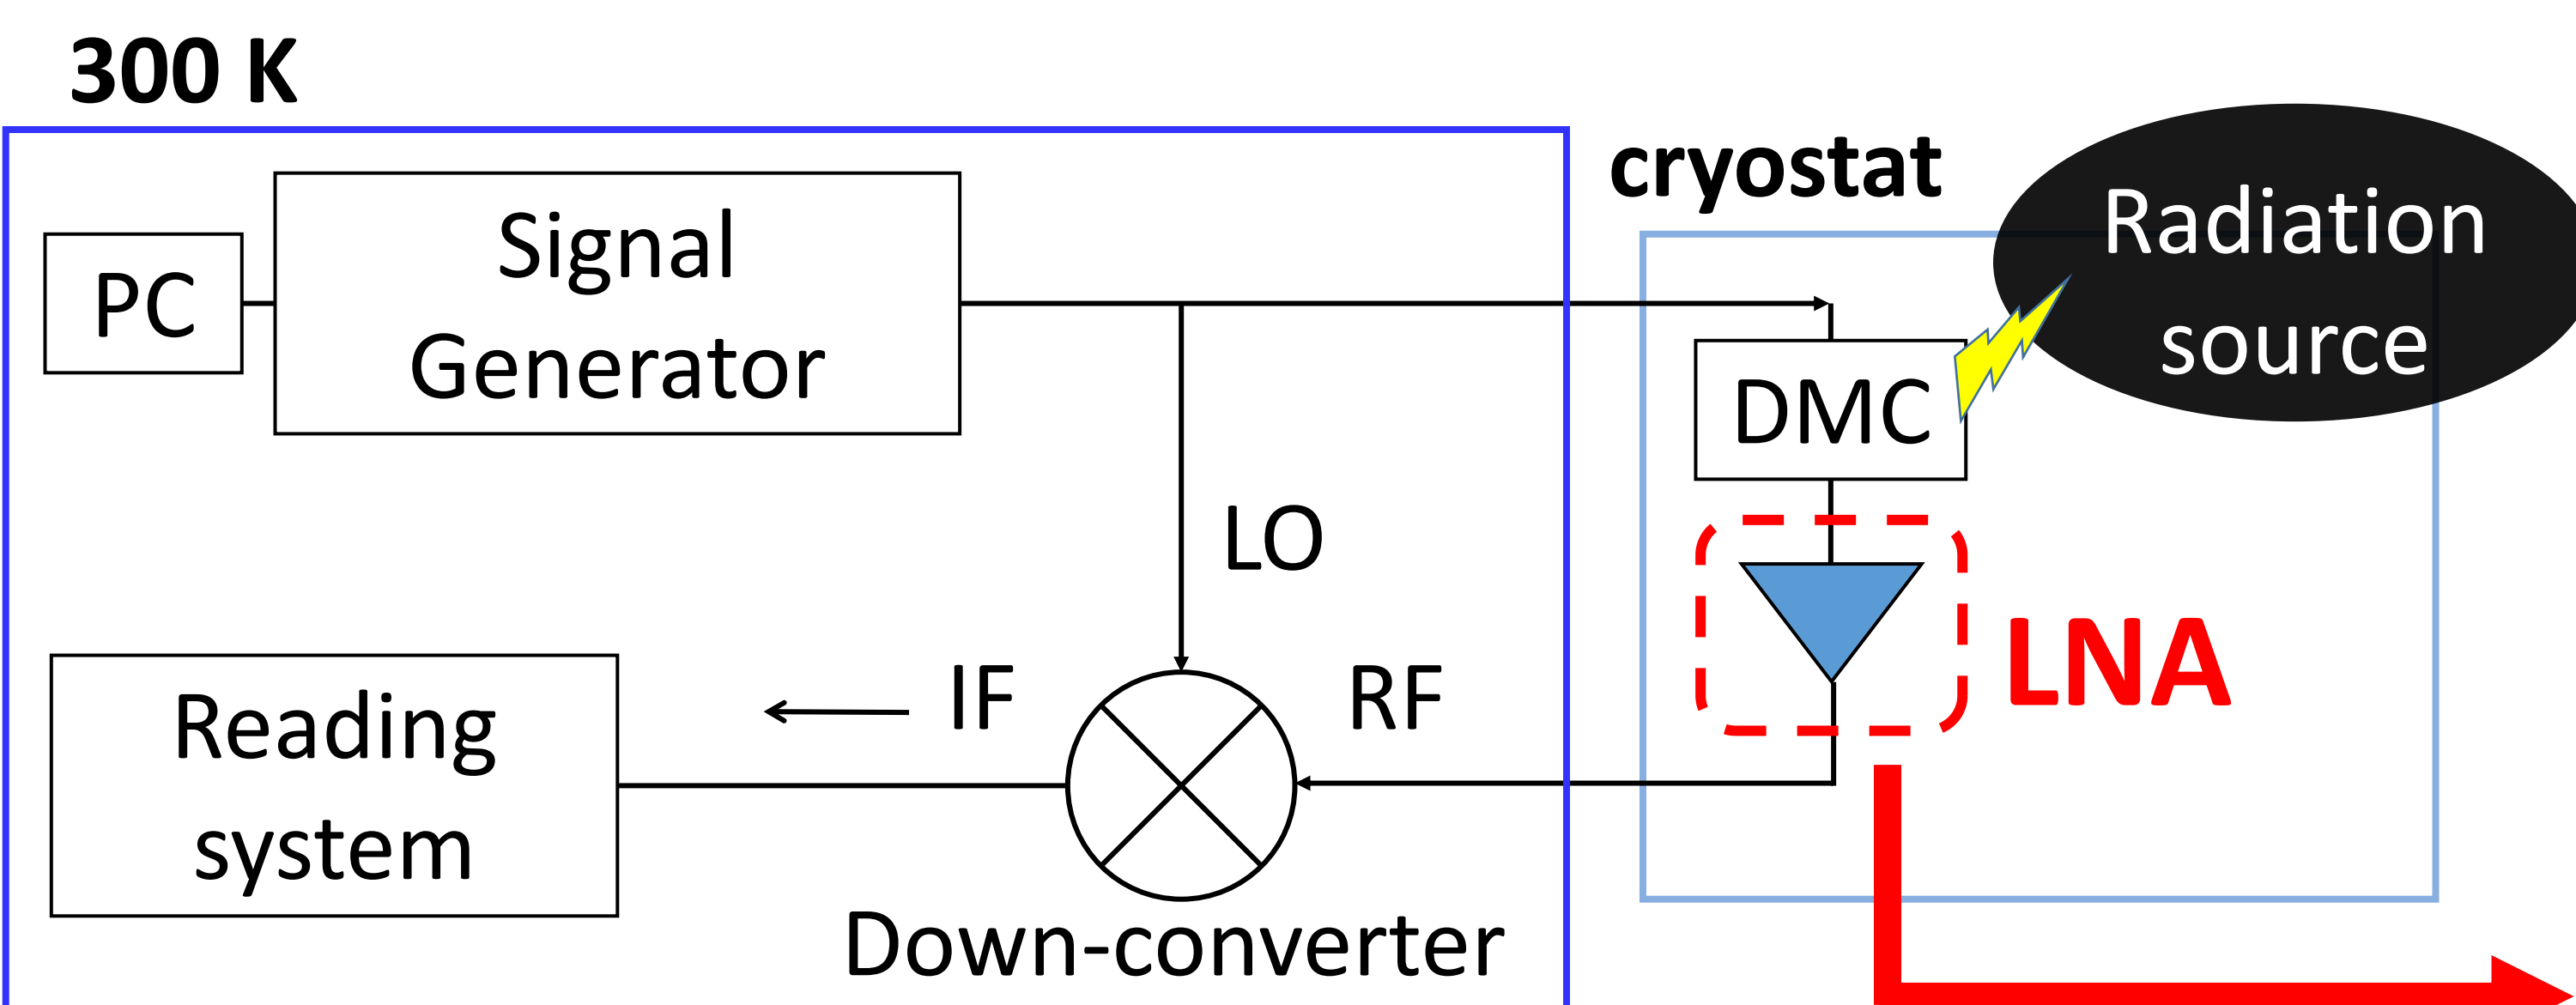 300 K
cryostat
Radiation
source
Signal
Generator
PC
DMC
LO
LNA
IF
RF
Reading
system
Down-converter